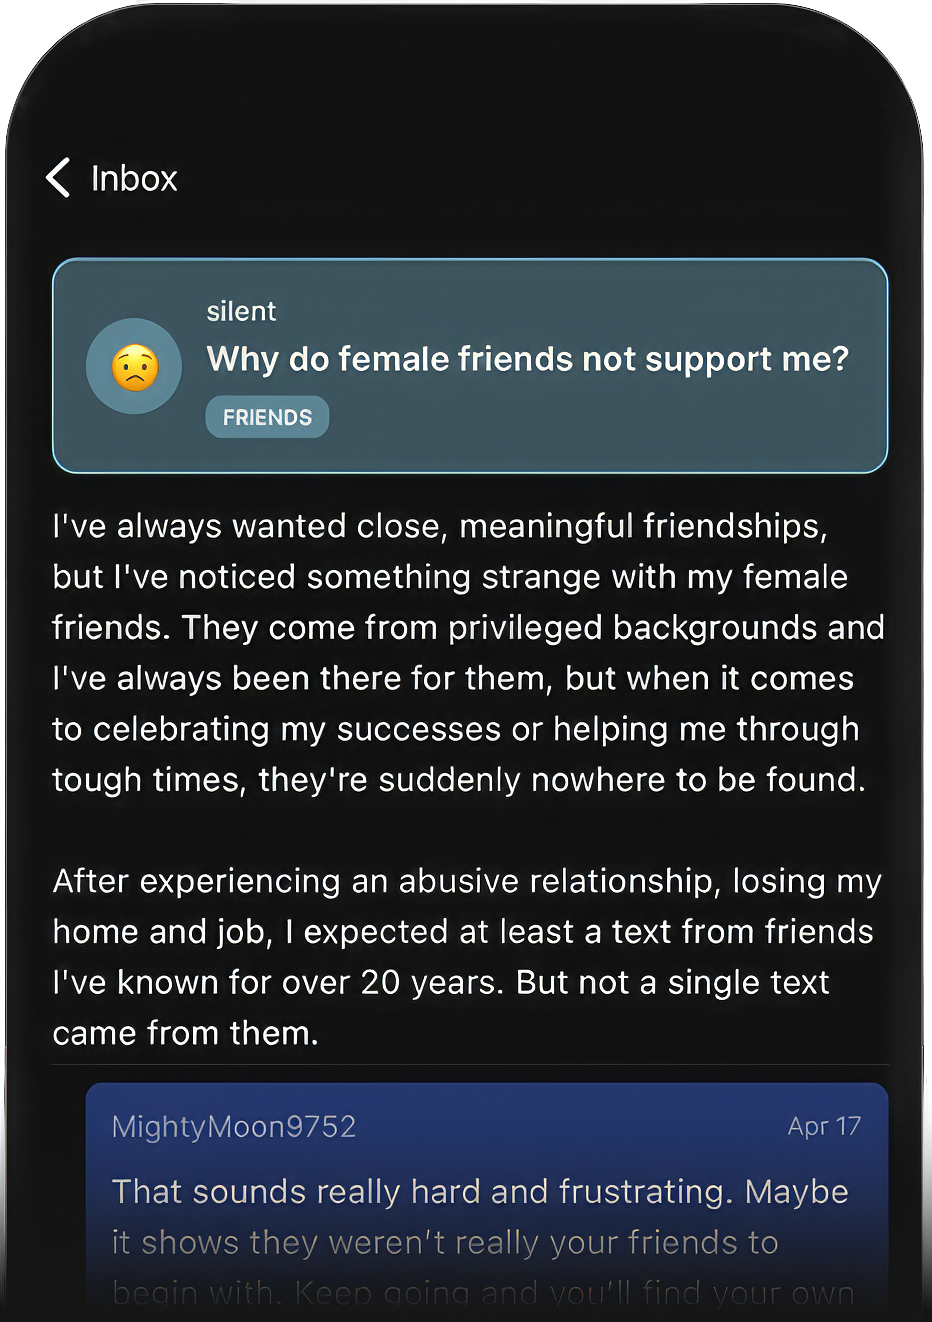 Inbox
silent
Why do female friends not support me?
FRIENDS
I've always wanted close, meaningful friendships,
but I've noticed something strange with my female
friends. They come from privileged backgrounds and
I've always been there for them, but when it comes
to celebrating my successes or helping me through
tough times, they're suddenly nowhere to be found.
After experiencing an abusive relationship, losing my
home and job, I expected at least a text from friends
I've known for over 20 years. But not a single text
came from them.
MightyMoon9752
Apr 17
That sounds really hard and frustrating. Maybe
it shows they weren’t really your friends to
begin with. Keep going and you’ll find your own